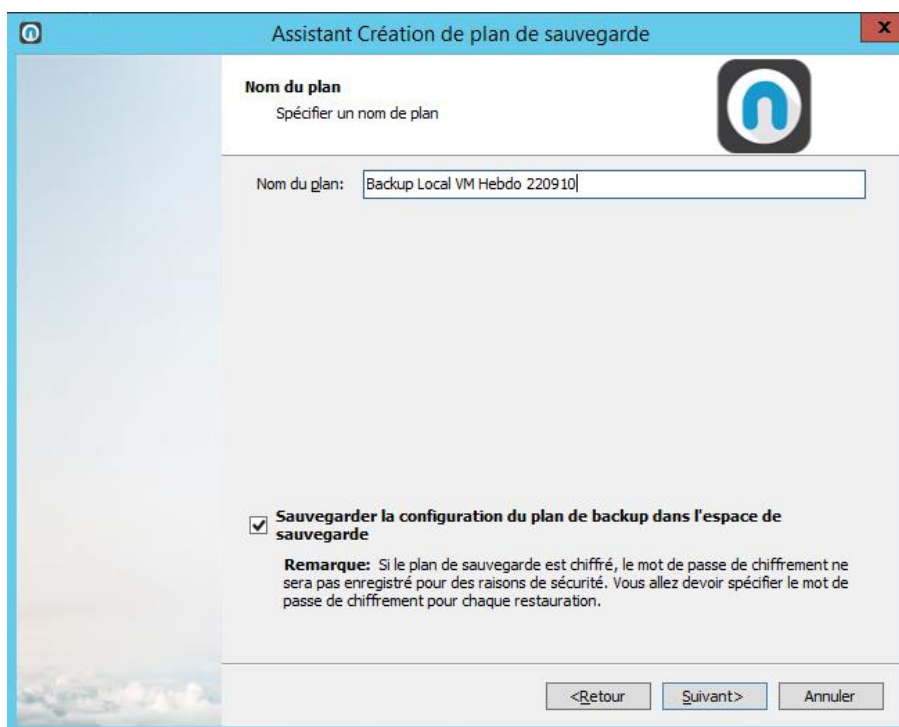 Assistant Création de plan de sauvegarde
x
Nom du plan
Spécifier un nom de plan
Nom du plan: Backup Local VM Hebdo 220910
Sauvegarder la configuration du plan de backup dans l'espace de
sauvegarde
Remarque: Si le plan de sauvegarde est chiffré, le mot de passe de chiffrement ne
sera pas enregistré pour des raisons de sécurité. Vous allez devoir spécifier le mot de
passe de chiffrement pour chaque restauration.
<Retour Suivant> Annuler